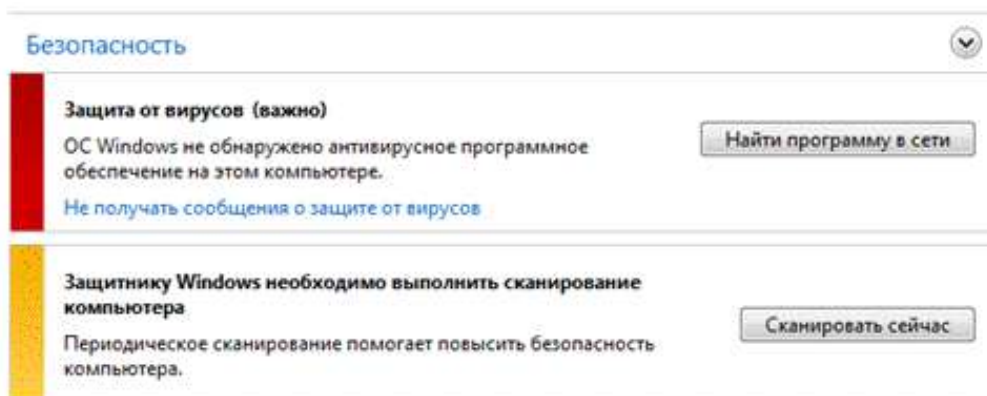 Безопасность
Защита от вирусов (важно)
ОС Windows не обнаружено антивирусное программное
обеспечение на этом компьютере.
Найти программу в сети
Не получать сообщения о защите от вирусов
Защитнику Windows необходимо выполнить сканирование
компьютера
Сканировать сейчас
Периодическое сканирование помогает повысить безопасность
компьютера.